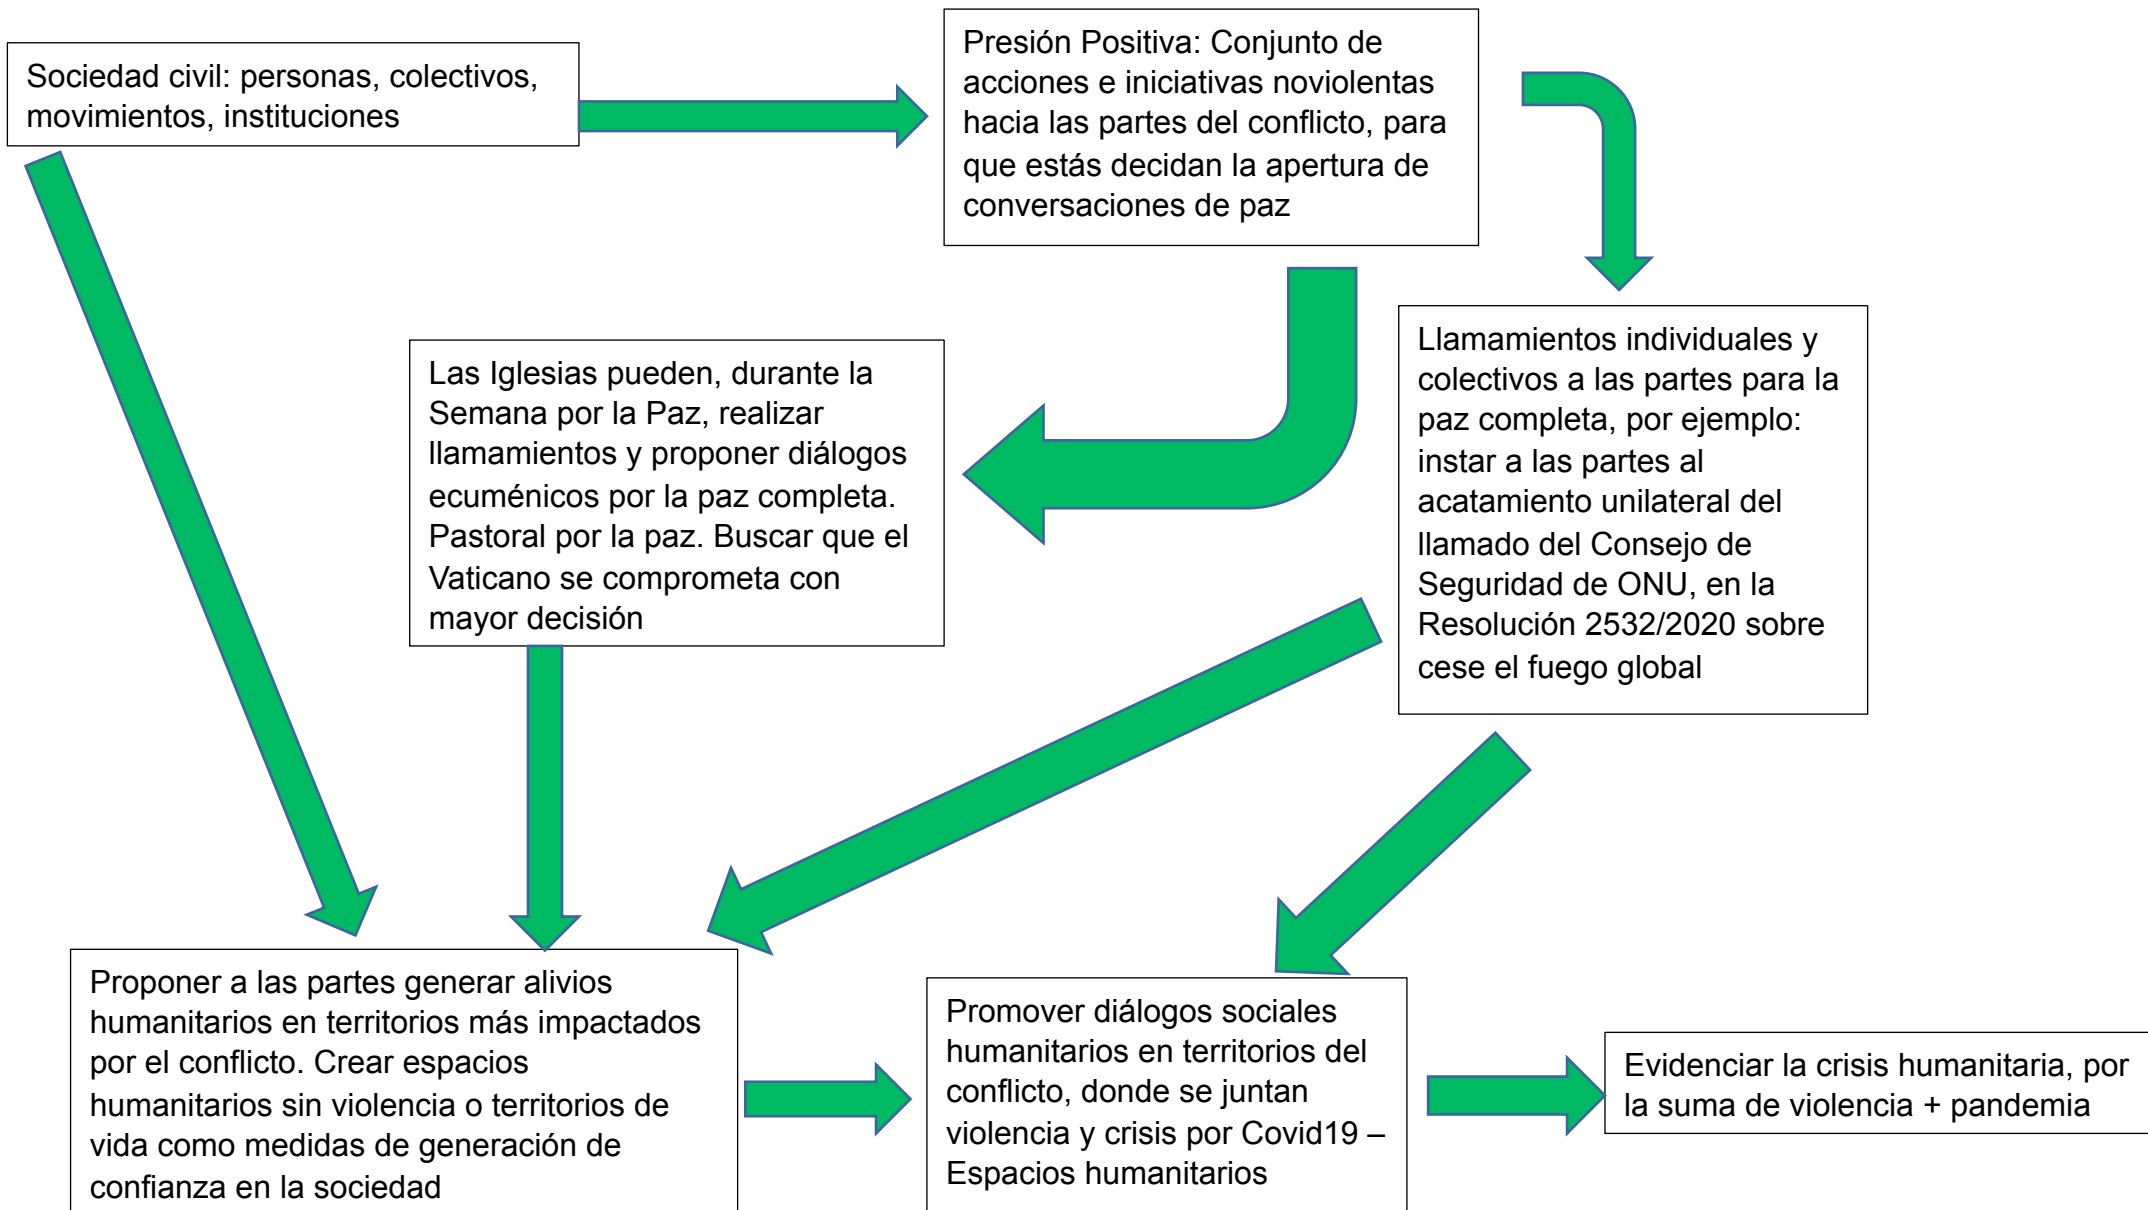 Sociedad civil: personas, colectivos,
movimientos, instituciones
Presión Positiva: Conjunto de
acciones e iniciativas noviolentas
hacia las partes del conflicto, para
que estás decidan la apertura de
conversaciones de paz
Las Iglesias pueden, durante la
Semana por la Paz, realizar
llamamientos y proponer diálogos
ecuménicos por la paz completa.
Pastoral por la paz. Buscar que el
Vaticano se comprometa con
mayor decisión
Llamamientos individuales y
colectivos a las partes para la
paz completa, por ejemplo:
instar a las partes al
acatamiento unilateral del
llamado del Consejo de
Seguridad de ONU, en la
Resolución 2532/2020 sobre
cese el fuego global
Proponer a las partes generar alivios
humanitarios en territorios más impactados
por el conflicto. Crear espacios
humanitarios sin violencia o territorios de
vida como medidas de generación de
confianza en la sociedad
Promover diálogos sociales
humanitarios en territorios del
conflicto, donde se juntan
violencia y crisis por Covid19 –
Espacios humanitarios
Evidenciar la crisis humanitaria, por
la suma de violencia + pandemia